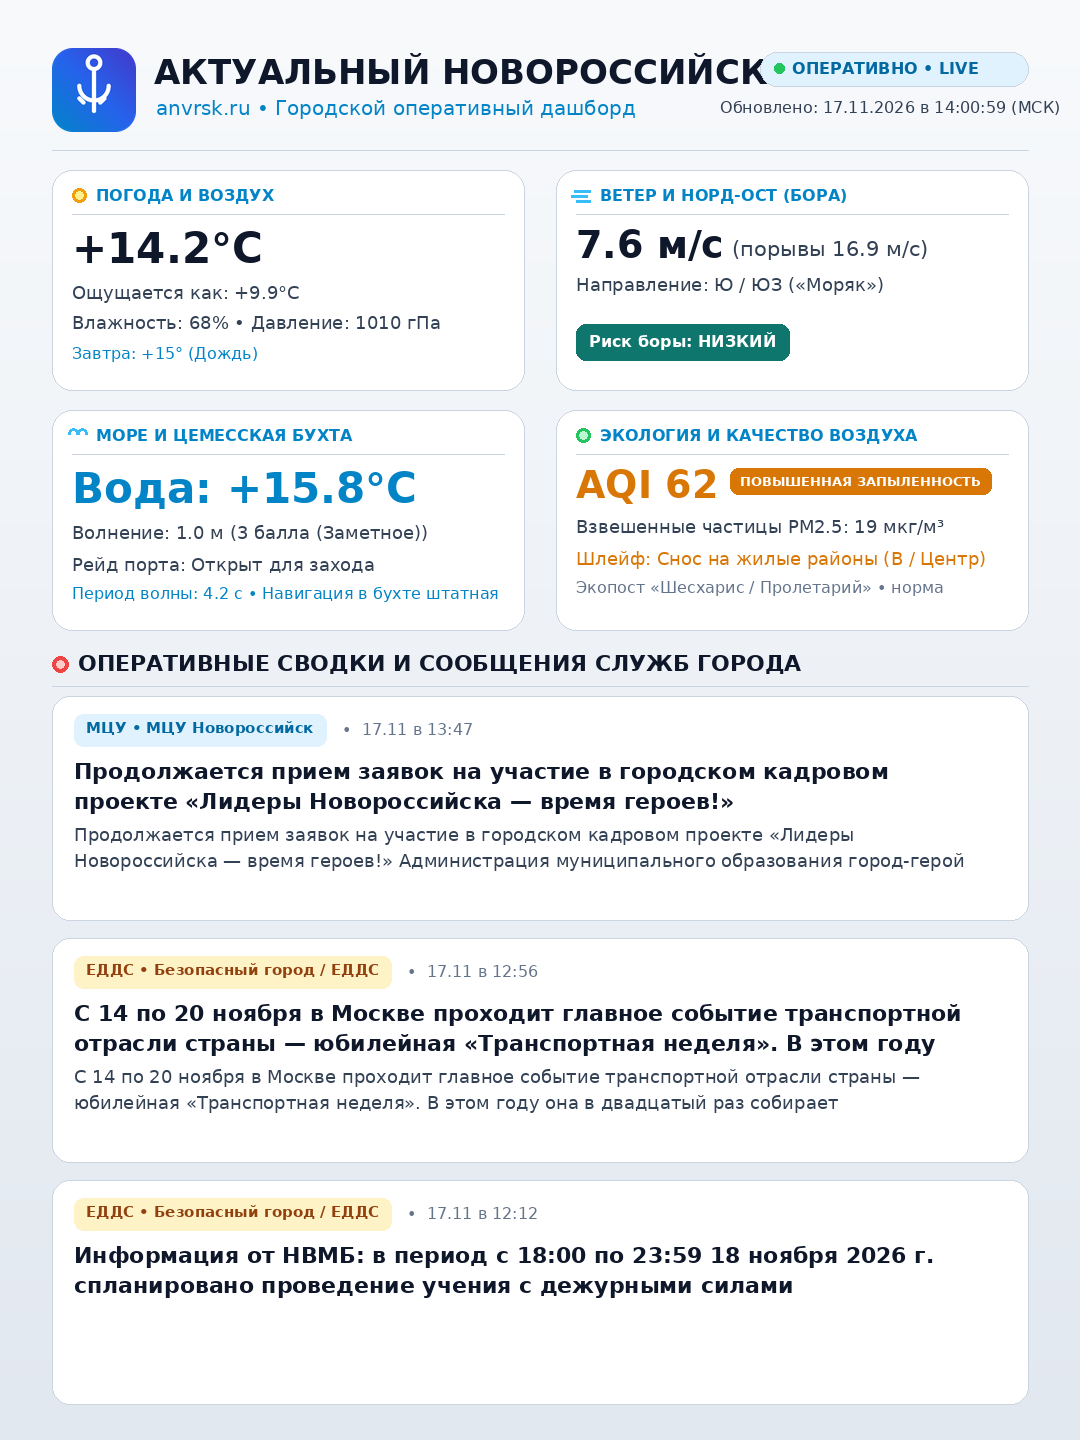 АКТУАЛЬНЫЙ НОВОРОССИЙСК
ОПЕРАТИВНО • LIVE
anvrsk.ru • Городской оперативный дашборд
Обновлено: 17.11.2026 в 14:00:59 (МСК)
ПОГОДА И ВОЗДУХ
+14.2°C
Ощущается как: +9.9°C
Влажность: 68% • Давление: 1010 гПа
Завтра: +15° (Дождь)
ВЕТЕР И НОРД-ОСТ (БОРА)
7.6 м/с (порывы 16.9 м/с)
Направление: Ю / ЮЗ («Моряк»)
Риск боры: НИЗКИЙ
МОРЕ И ЦЕМЕССКАЯ БУХТА
Вода: +15.8°C
Волнение: 1.0 м (3 балла (Заметное))
Рейд порта: Открыт для захода
Период волны: 4.2 с • Навигация в бухте штатная
ЭКОЛОГИЯ И КАЧЕСТВО ВОЗДУХА
AQI 62 ПОВЫШЕННАЯ ЗАПЫЛЕННОСТЬ
Взвешенные частицы PM2.5: 19 мкг/м³
Шлейф: Снос на жилые районы (В / Центр)
Экопост «Шесхарис / Пролетарий» • норма
ОПЕРАТИВНЫЕ СВОДКИ И СООБЩЕНИЯ СЛУЖБ ГОРОДА
МЦУ • МЦУ Новороссийск • 17.11 в 13:47
Продолжается прием заявок на участие в городском кадровом
проекте «Лидеры Новороссийска — время героев!»
Продолжается прием заявок на участие в городском кадровом проекте «Лидеры
Новороссийска — время героев!» Администрация муниципального образования город-герой
ЕДДС • Безопасный город / ЕДДС • 17.11 в 12:56
С 14 по 20 ноября в Москве проходит главное событие транспортной
отрасли страны — юбилейная «Транспортная неделя». В этом году
С 14 по 20 ноября в Москве проходит главное событие транспортной отрасли страны —
юбилейная «Транспортная неделя». В этом году она в двадцатый раз собирает
ЕДДС • Безопасный город / ЕДДС • 17.11 в 12:12
Информация от НВМБ: в период с 18:00 по 23:59 18 ноября 2026 г.
спланировано проведение учения с дежурными силами